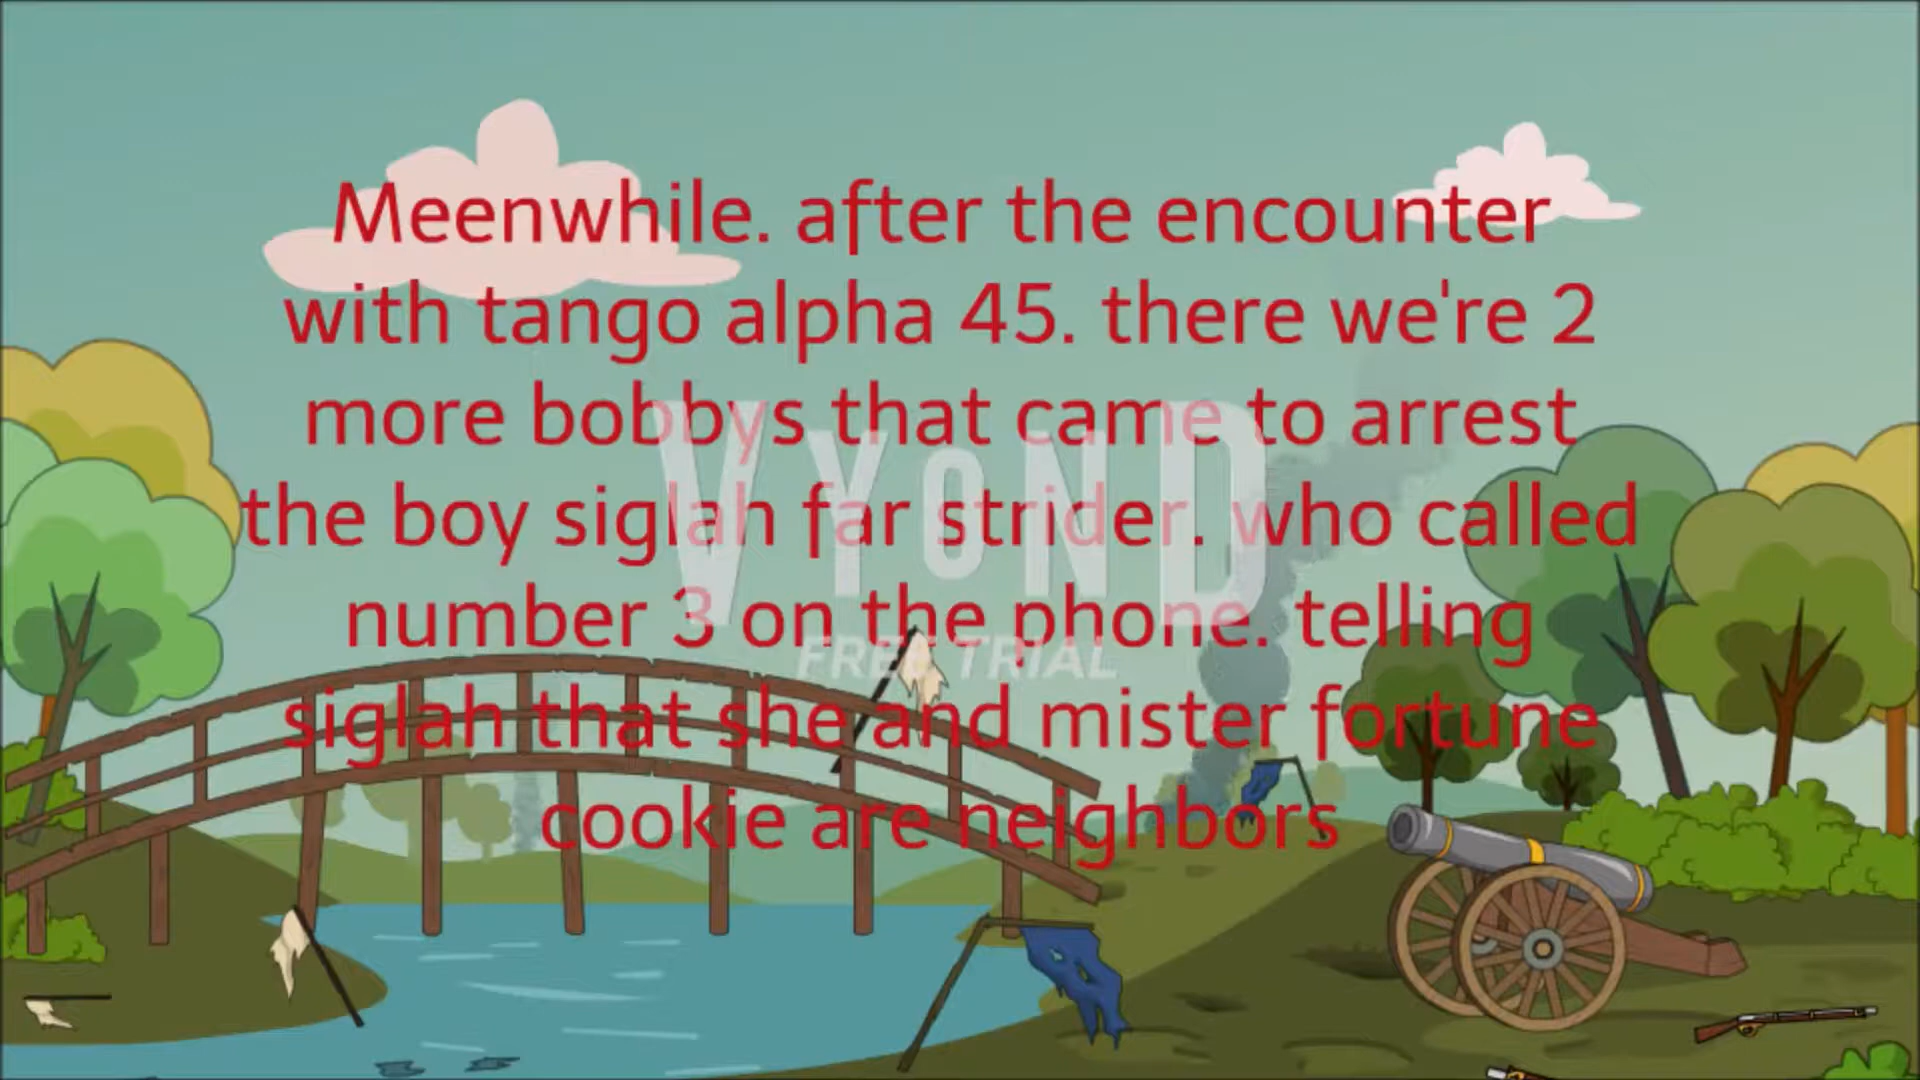 Meenwhile. after the encounter
with tango alpha 45. there we're 2
more bobbys that came to arrest
the boy siglah far strider. who called
number 3 on the phone. telling
siglah that she and mister fortune
cookie are neighbors
VYOND
FREE TRIAL